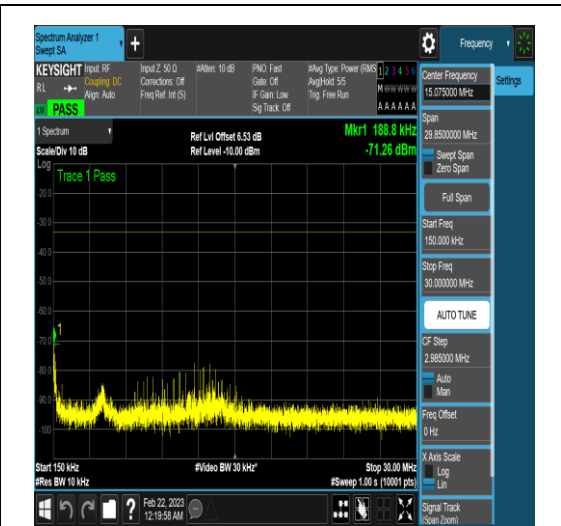 Spectrum Analyzer 1
Swept SA
+
Frequency
KEYSIGHT Input: RF Input Z: 50 Ω #Atten: 10 dB PNO: Fast #Avg Type: Power (RMS 1 2 3 4 5 6
RL Coupling: DC Corrections: Off Gate: Off Avg|Hold: 5/5 M W W W W W
Align: Auto Freq Ref: Int (S) IF Gain: Low Trig: Free Run
Sig Track: Off A A A A A A
PASS
1 Spectrum
Ref Lvl Offset 6.53 dB Mkr1 188.8 kHz
Scale/Div 10 dB Ref Level -10.00 dBm -71.26 dBm
Log
Trace 1 Pass
-20.0
-30.0
-40.0
-50.0
-60.0
1
-70.0
-80.0
-90.0
-100
Start 150 kHz #Video BW 30 kHz* Stop 30.00 MHz
#Res BW 10 kHz #Sweep 1.00 s (10001 pts)
? Feb 22, 2023
12:19:58 AM
Center Frequency
15.075000 MHz
Settings
Span
29.8500000 MHz
Swept Span
Zero Span
Full Span
Start Freq
150.000 kHz
Stop Freq
30.000000 MHz
AUTO TUNE
CF Step
2.985000 MHz
Auto
Man
Freq Offset
0 Hz
X Axis Scale
Log
Lin
Signal Track
(Span Zoom)